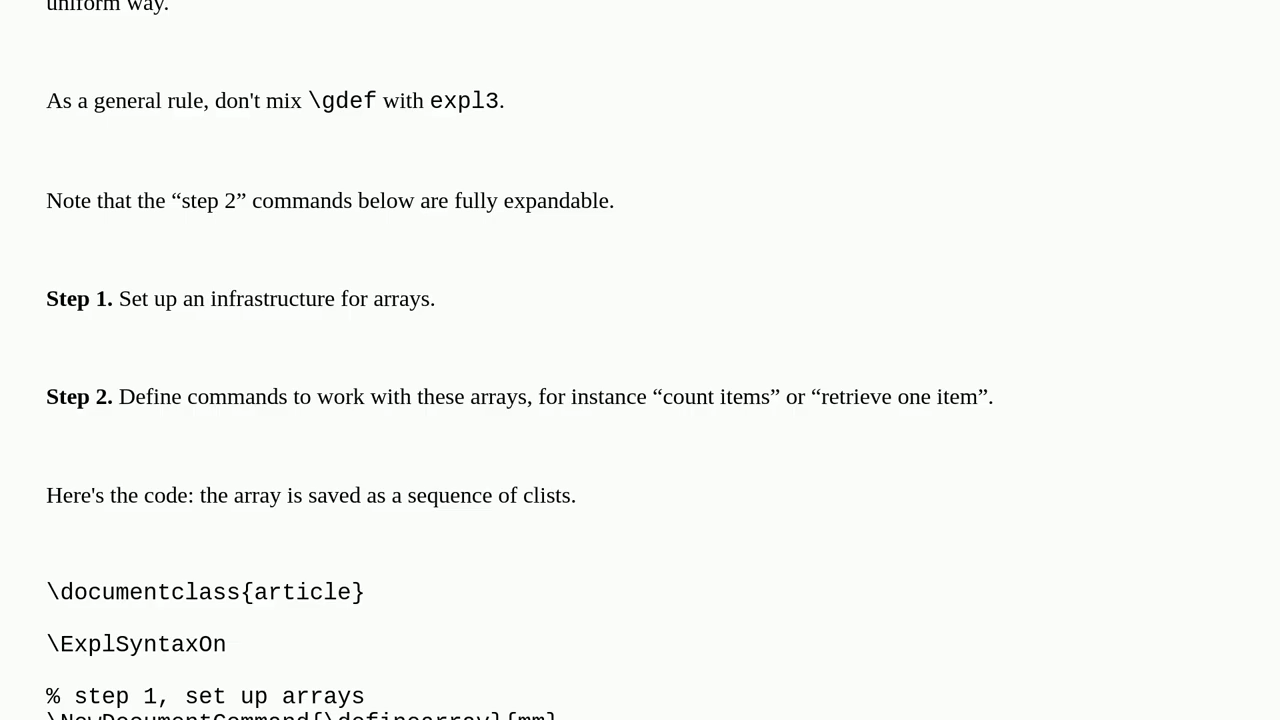 uniform way.
As a general rule, don't mix \gdef with expl3.
Note that the “step 2” commands below are fully expandable.
Step 1. Set up an infrastructure for arrays.
Step 2. Define commands to work with these arrays, for instance “count items” or “retrieve one item”.
Here's the code: the array is saved as a sequence of clists.
\documentclass{article}
\ExplSyntaxOn
% step 1, set up arrays
\NewDocumentCommand{\definearray}{mm}